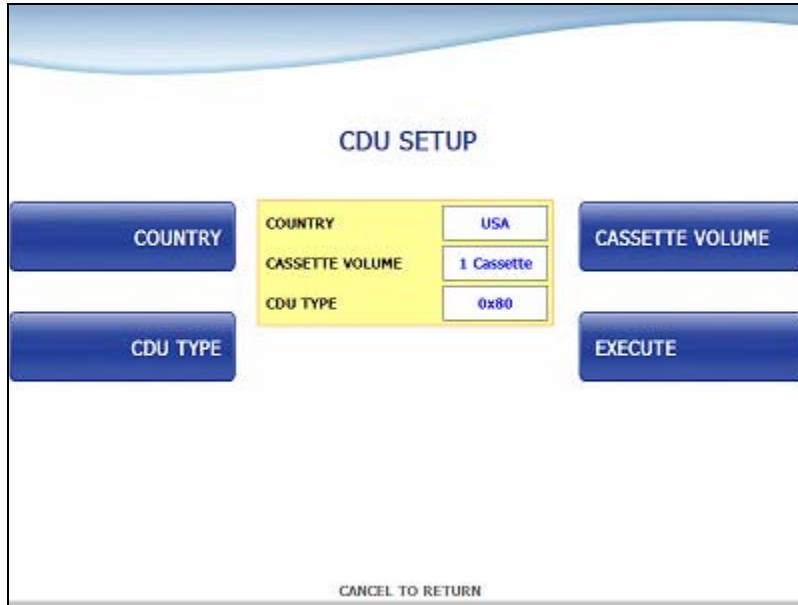 CDU SETUP
COUNTRY
COUNTRY USA
CASSETTE VOLUME
CASSETTE VOLUME 1 Cassette
CDU TYPE 0x80
CDU TYPE
EXECUTE
CANCEL TO RETURN